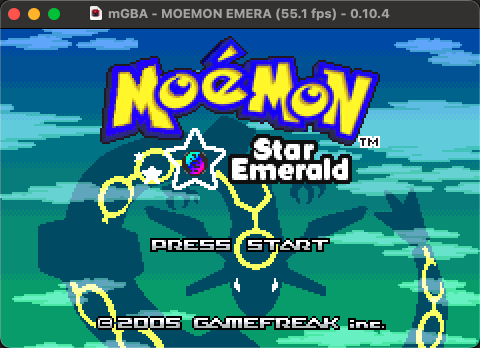 mGBA - MOEMON EMERA (55.1 fps) - 0.10.4
MOéMON
TM
Star
Emerald
PRESS START
©2005 GAMEFREAK inc.